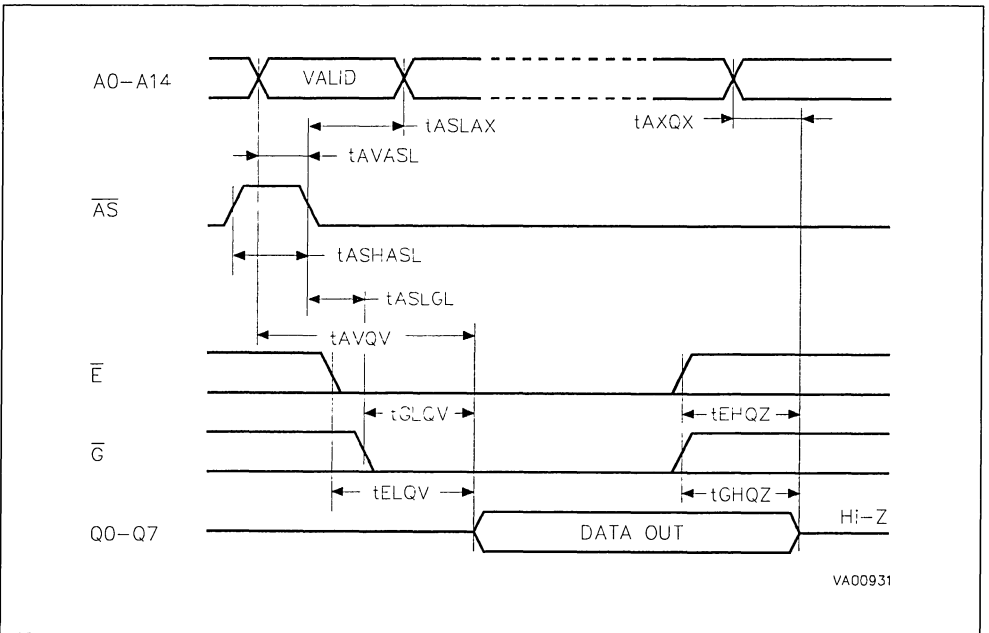 A0-A14
VALID
tASLAX
tAXQX
tAVASL
AS
tASHASL
tASLGL
tAVQV
E
tGLQV
tEHQZ
G
tELQV
tGHQZ
Q0-Q7
DATA OUT
Hi-Z
VA00931